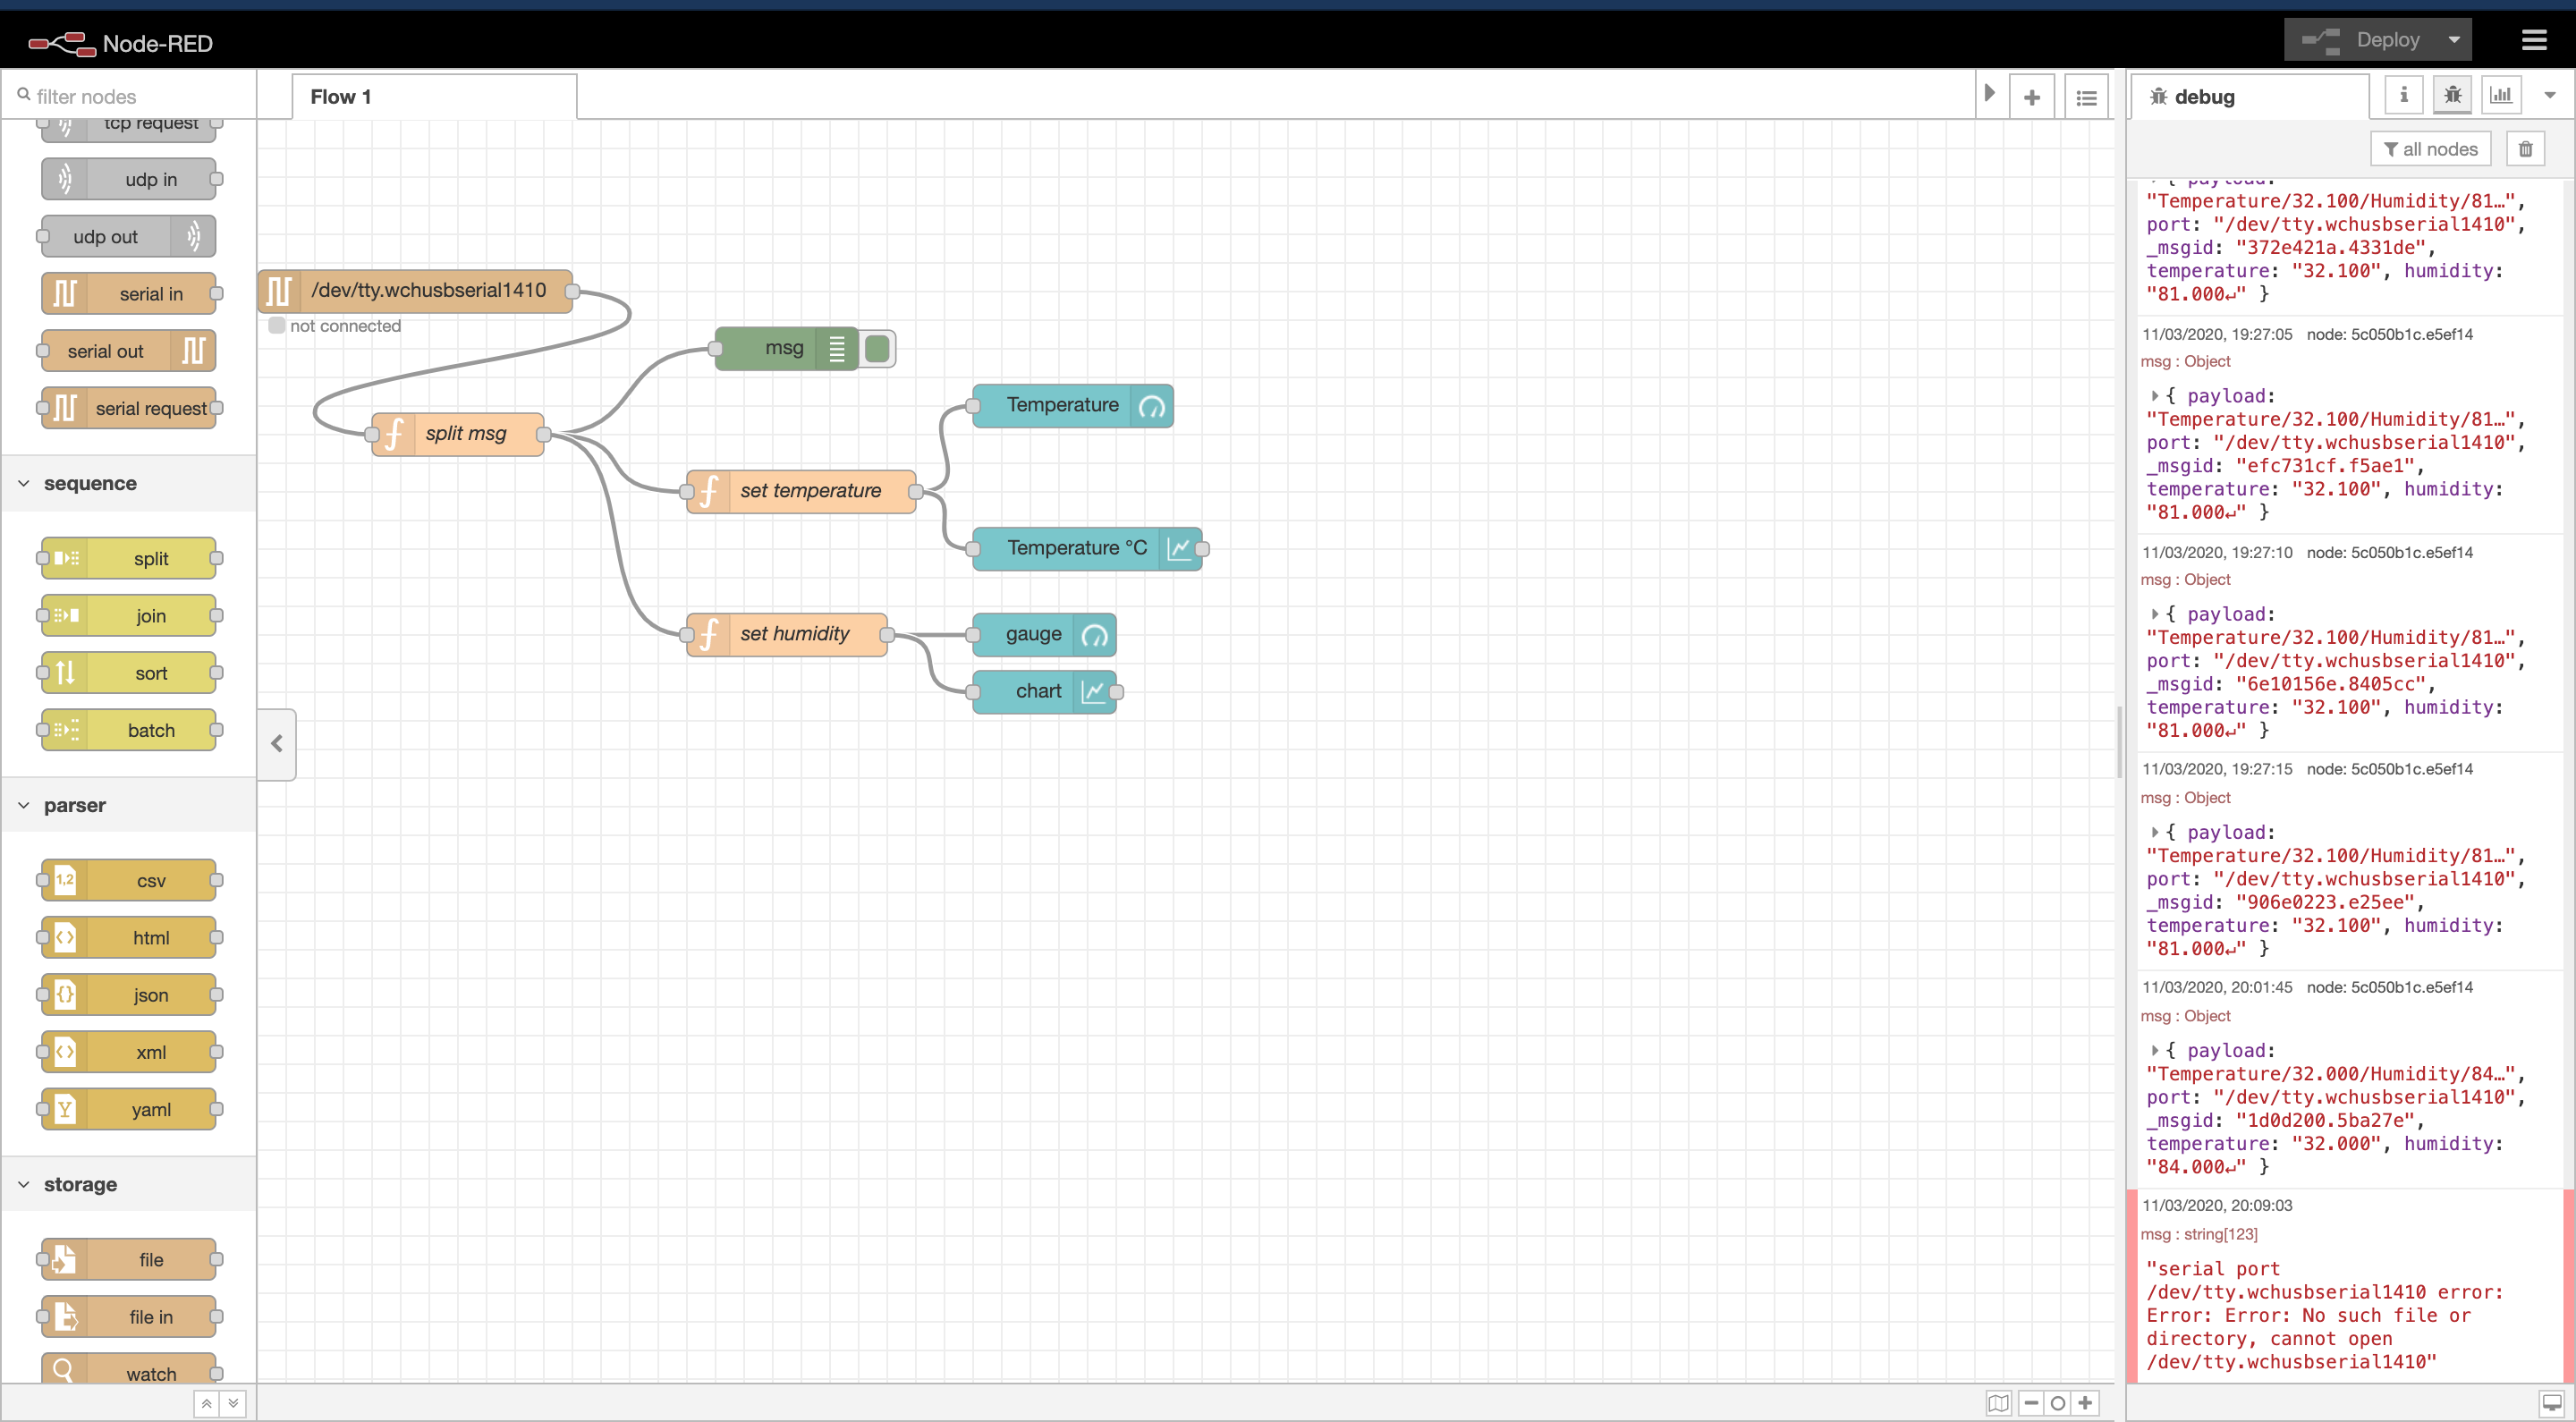 Node-RED
Deploy
filter nodes
Flow 1
debug
all nodes
tcp request
udp in
udp out
serial in
serial out
serial request
sequence
split
join
sort
batch
parser
csv
html
json
xml
yaml
storage
file
file in
watch
/dev/tty.wchusbserial1410
not connected
msg
split msg
Temperature
set temperature
Temperature °C
set humidity
gauge
chart
{ payload:
"Temperature/32.100/Humidity/81…",
port: "/dev/tty.wchusbserial1410",
_msgid: "372e421a.4331de",
temperature: "32.100", humidity:
"81.000↵" }
11/03/2020, 19:27:05 node: 5c050b1c.e5ef14
msg : Object
{ payload:
"Temperature/32.100/Humidity/81…",
port: "/dev/tty.wchusbserial1410",
_msgid: "efc731cf.f5ae1",
temperature: "32.100", humidity:
"81.000↵" }
11/03/2020, 19:27:10 node: 5c050b1c.e5ef14
msg : Object
{ payload:
"Temperature/32.100/Humidity/81…",
port: "/dev/tty.wchusbserial1410",
_msgid: "6e10156e.8405cc",
temperature: "32.100", humidity:
"81.000↵" }
11/03/2020, 19:27:15 node: 5c050b1c.e5ef14
msg : Object
{ payload:
"Temperature/32.100/Humidity/81…",
port: "/dev/tty.wchusbserial1410",
_msgid: "906e0223.e25ee",
temperature: "32.100", humidity:
"81.000↵" }
11/03/2020, 20:01:45 node: 5c050b1c.e5ef14
msg : Object
{ payload:
"Temperature/32.000/Humidity/84…",
port: "/dev/tty.wchusbserial1410",
_msgid: "1d0d200.5ba27e",
temperature: "32.000", humidity:
"84.000↵" }
11/03/2020, 20:09:03
msg : string[123]
"serial port
/dev/tty.wchusbserial1410 error:
Error: Error: No such file or
directory, cannot open
/dev/tty.wchusbserial1410"